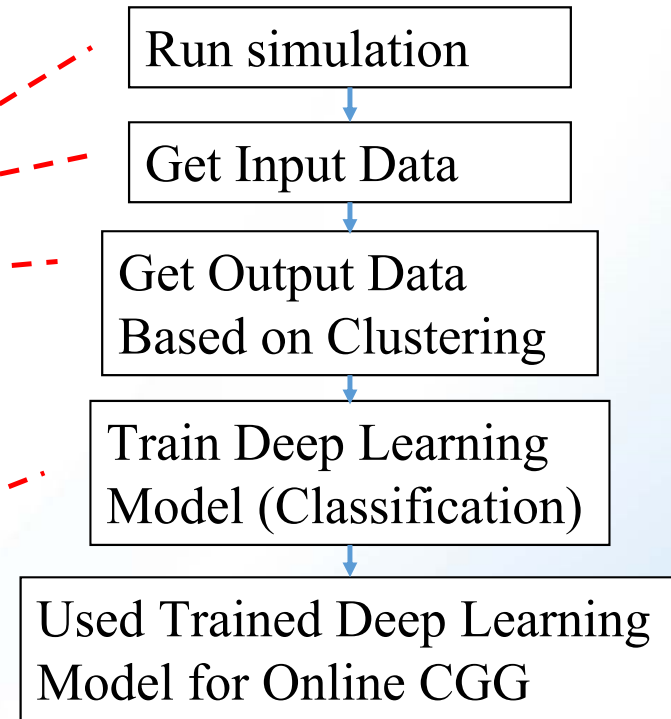 Run simulation
Get Input Data
Get Output Data
Based on Clustering
Train Deep Learning
Model (Classification)
Used Trained Deep Learning
Model for Online CGG